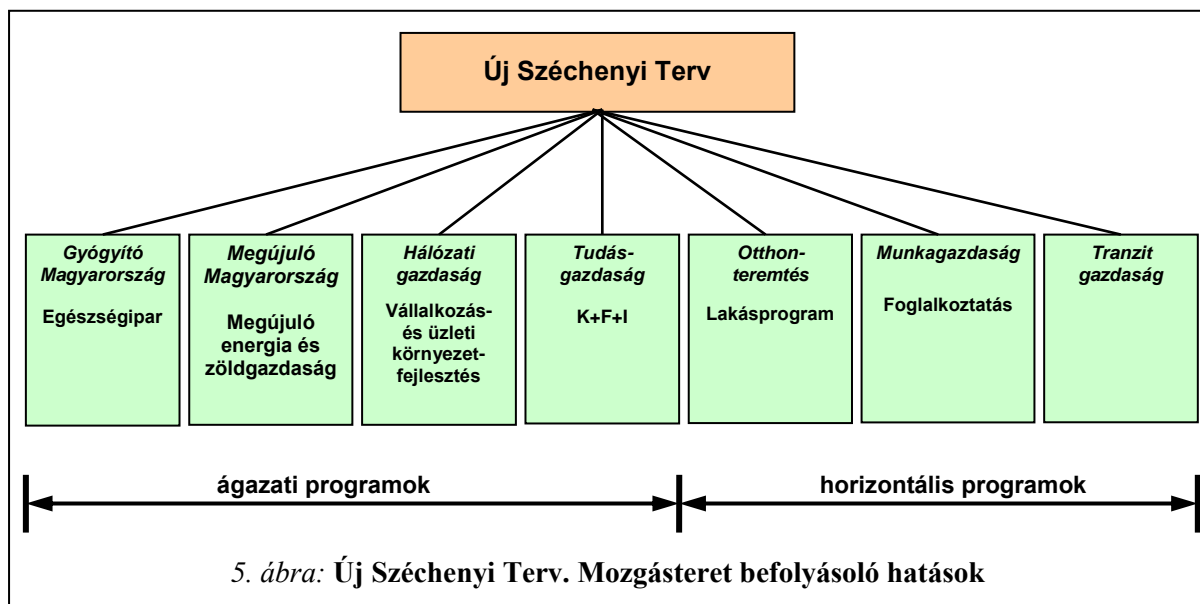 Új Széchenyi Terv
Gyógyító
Magyarország
Egészségipar
Megújuló
Magyarország
Megújuló
energia és
zöldgazdaság
Hálózati
gazdaság
Vállalkozás-
és üzleti
környezet-
fejlesztés
Tudás-
gazdaság
K+F+I
Otthon-
teremtés
Lakásprogram
Munkagazdaság
Foglalkoztatás
Tranzit
gazdaság
ágazati programok
horizontális programok
5. ábra: Új Széchenyi Terv. Mozgásteret befolyásoló hatások